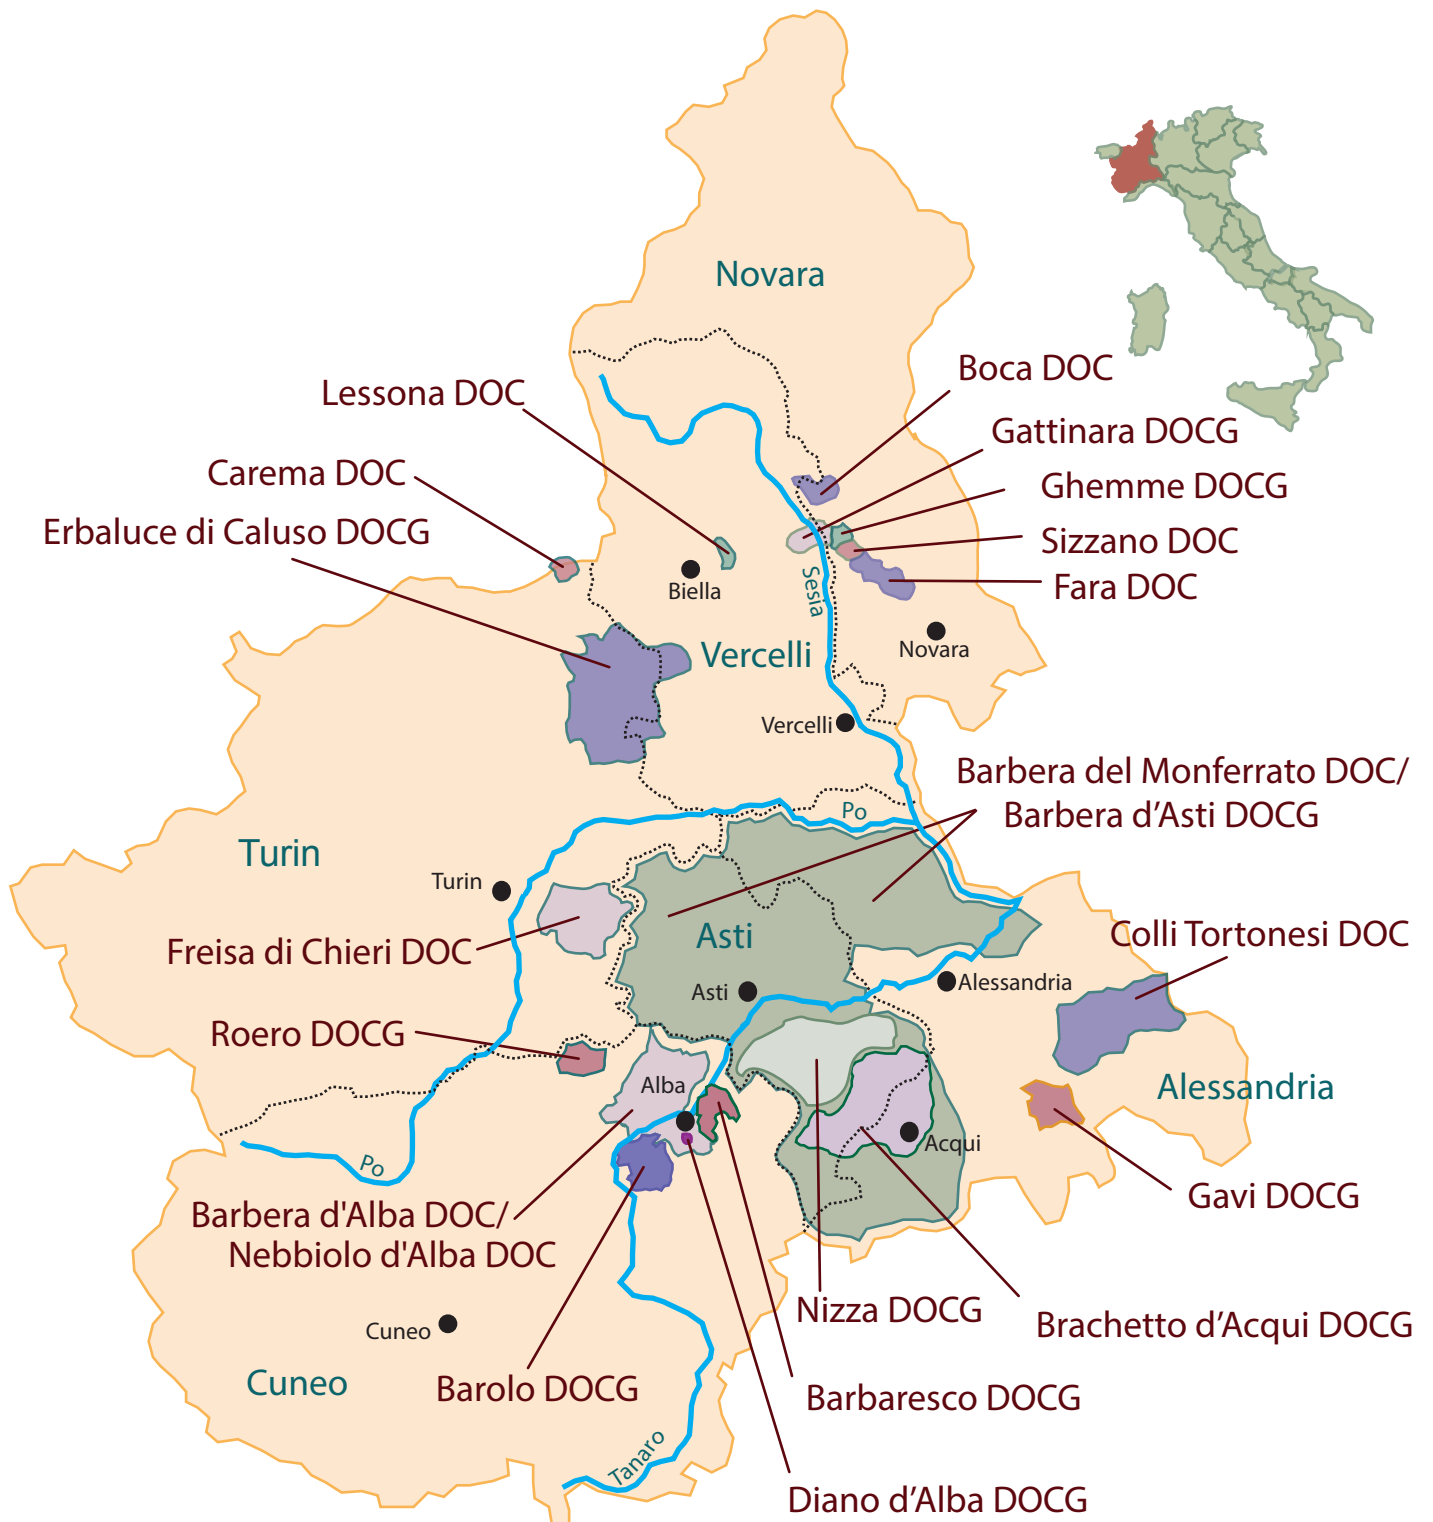 Novara
Boca DOC
Lessona DOC
Gattinara DOCG
Carema DOC
Ghemme DOCG
Erbaluce di Caluso DOCG
Sizzano DOC
Fara DOC
Biella
Sesia
Novara
Vercelli
Vercelli
Barbera del Monferrato DOC/
Barbera d’Asti DOCG
Po
Turin
Turin
Colli Tortonesi DOC
Asti
Freisa di Chieri DOC
Asti
Alessandria
Roero DOCG
Alba
Alessandria
Acqui
Po
Gavi DOCG
Barbera d'Alba DOC/
Nebbiolo d'Alba DOC
Nizza DOCG
Brachetto d’Acqui DOCG
Cuneo
Cuneo
Barolo DOCG
Barbaresco DOCG
Tanaro
Diano d’Alba DOCG